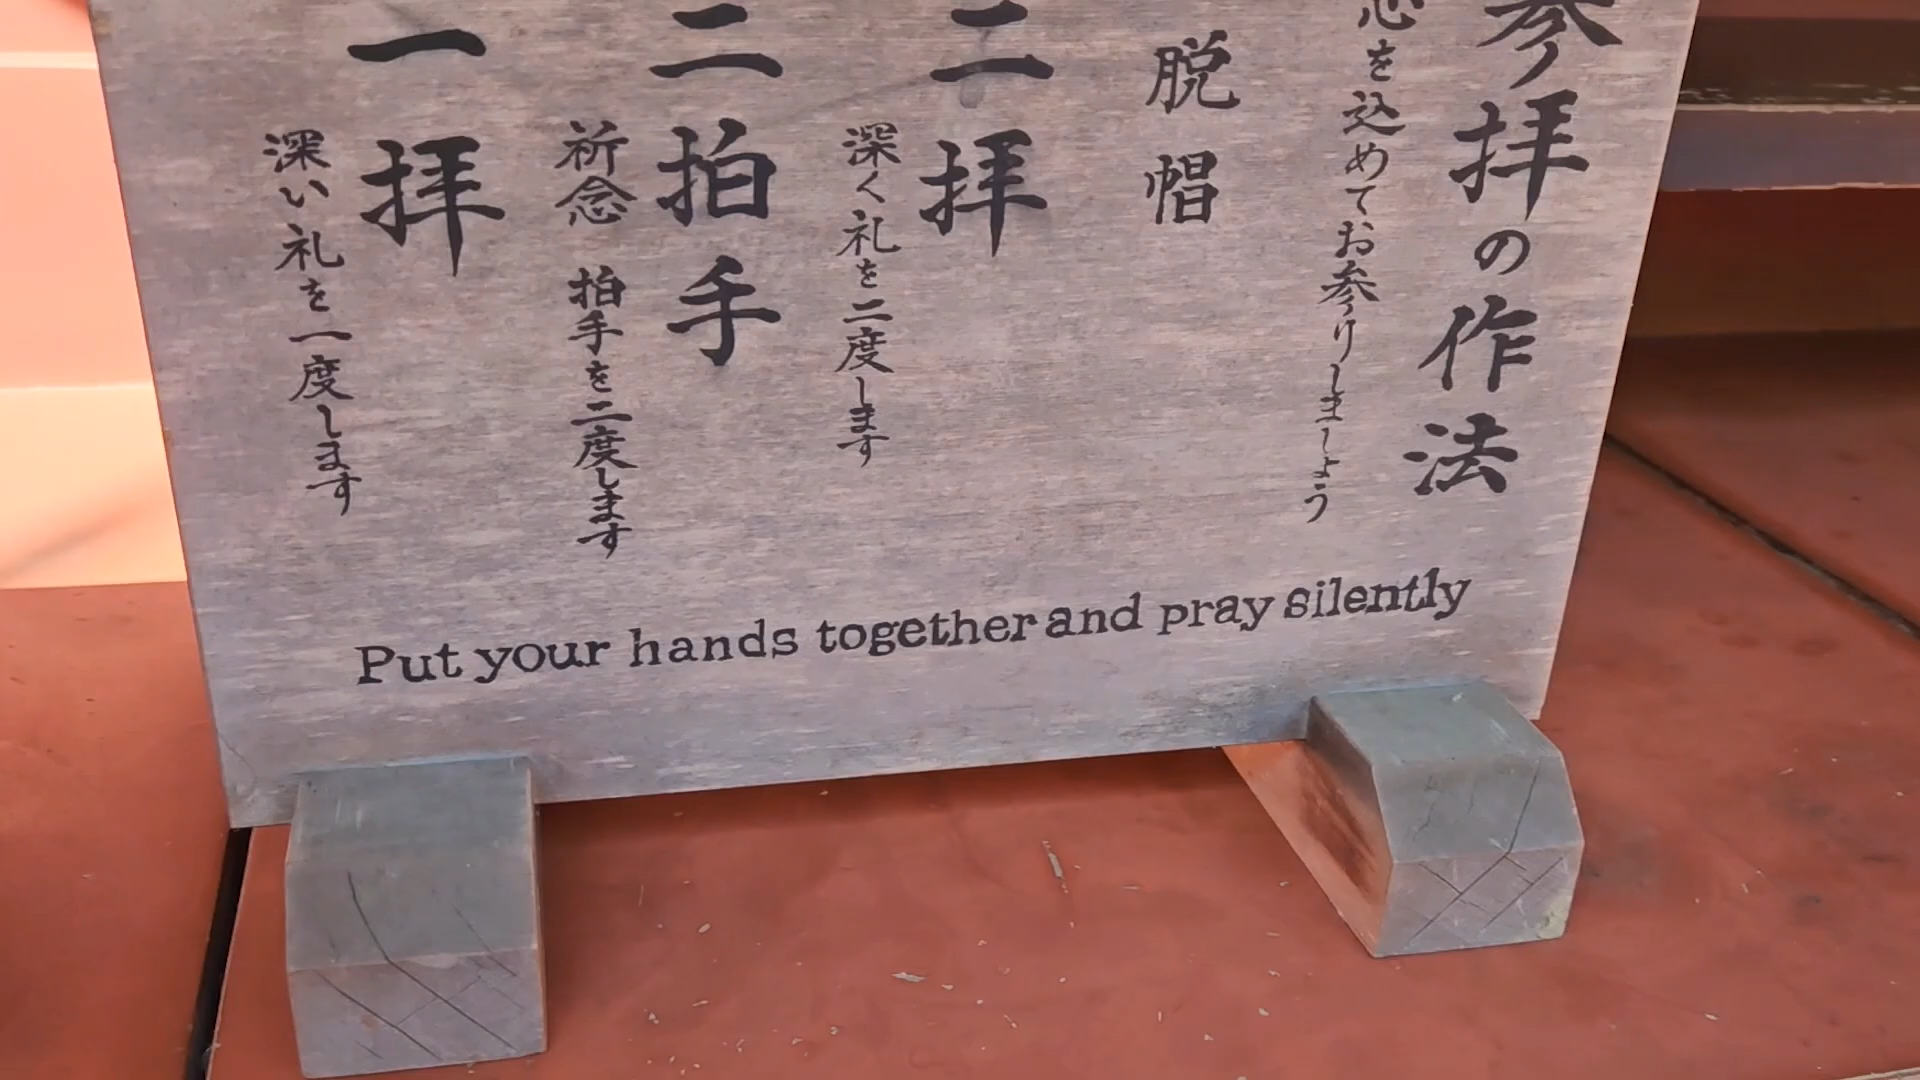 参拝の作法
心を込めてお参りしましょう
脱帽
二拝
深く礼を二度します
二拍手
祈念 拍手を二度します
一拝
深い礼を一度します
Put your hands together and pray silently